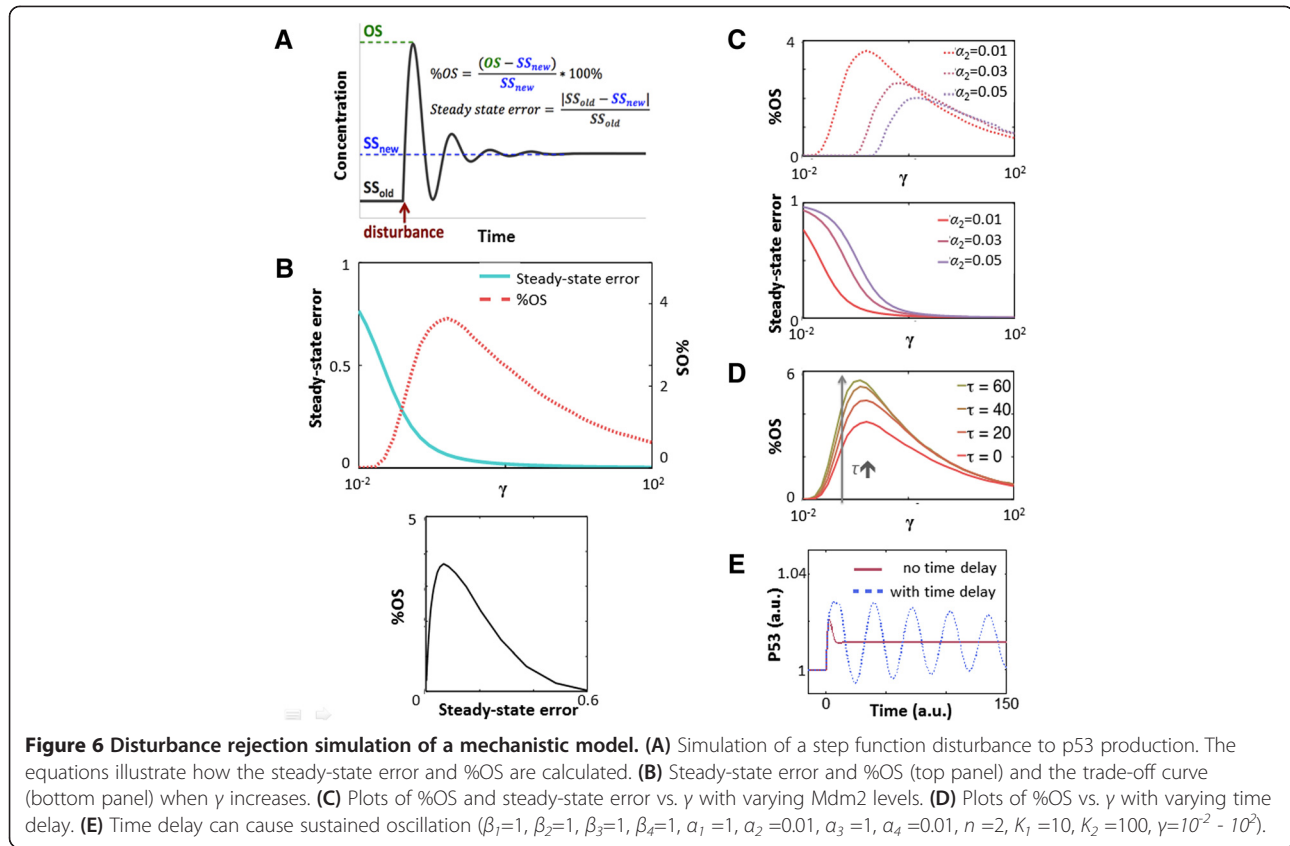 A
OS
%OS = (OS − SSnew) / SSnew * 100%
Steady state error = |SSold − SSnew| / SSold
SSnew
SSold
Concentration
disturbance
Time
B
1
0.5
0
Steady-state error
Steady-state error
%OS
4
2
0
%OS
10-2
γ
102
5
%OS
0
0.6
Steady-state error
C
4
%OS
0
α2=0.01
α2=0.03
α2=0.05
10-2
γ
102
1
Steady-state error
0
α2=0.01
α2=0.03
α2=0.05
10-2
γ
102
D
6
%OS
0
τ = 60
τ = 40
τ = 20
τ = 0
τ
10-2
γ
102
E
1.04
P53 (a.u.)
1
no time delay
with time delay
0
150
Time (a.u.)
Figure 6 Disturbance rejection simulation of a mechanistic model. (A) Simulation of a step function disturbance to p53 production. The
equations illustrate how the steady-state error and %OS are calculated. (B) Steady-state error and %OS (top panel) and the trade-off curve
(bottom panel) when γ increases. (C) Plots of %OS and steady-state error vs. γ with varying Mdm2 levels. (D) Plots of %OS vs. γ with varying time
delay. (E) Time delay can cause sustained oscillation (β1=1, β2=1, β3=1, β4=1, α1 =1, α2 =0.01, α3 =1, α4 =0.01, n =2, K1 =10, K2 =100, γ=10-2 - 102).